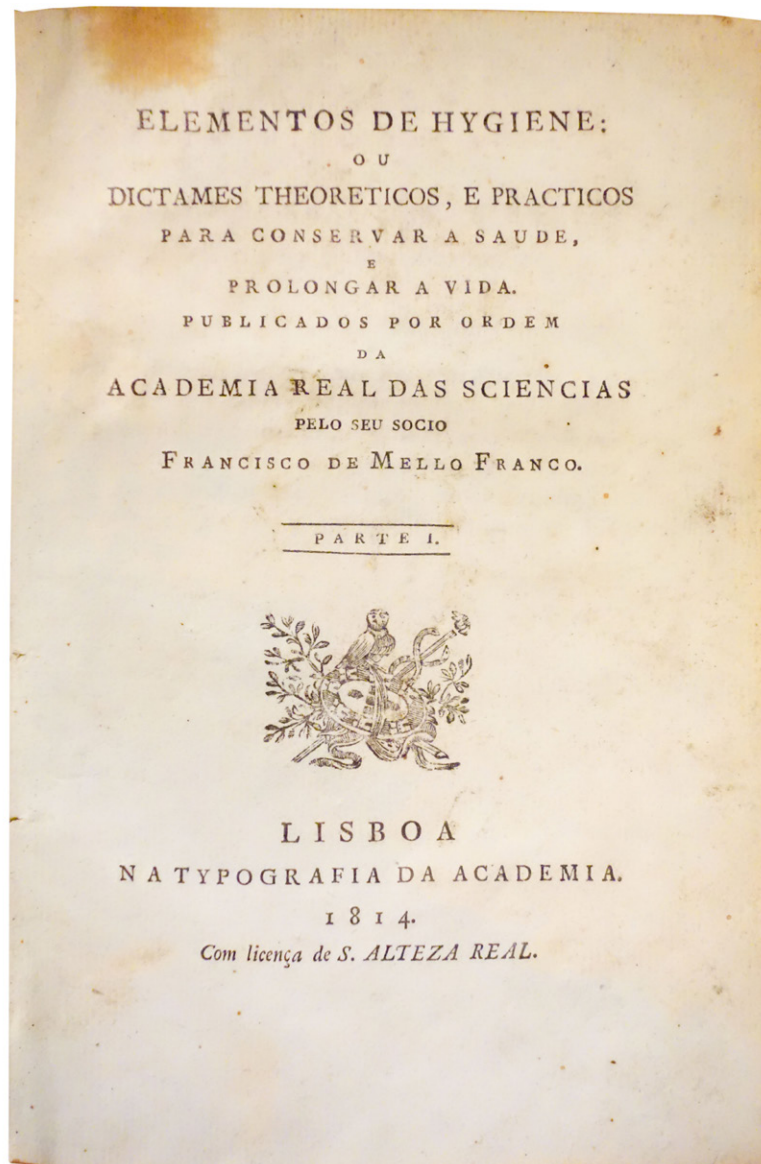 ELEMENTOS DE HYGIENE:
OU
DICTAMES THEORETICOS, E PRACTICOS
PARA CONSERVAR A SAUDE,
E
PROLONGAR A VIDA.
PUBLICADOS POR ORDEM
DA
ACADEMIA REAL DAS SCIENCIAS
PELO SEU SOCIO
FRANCISCO DE MELLO FRANCO.
PARTE I.
LISBOA
NA TYPOGRAFIA DA ACADEMIA.
1814.
Com licença de S. ALTEZA REAL.